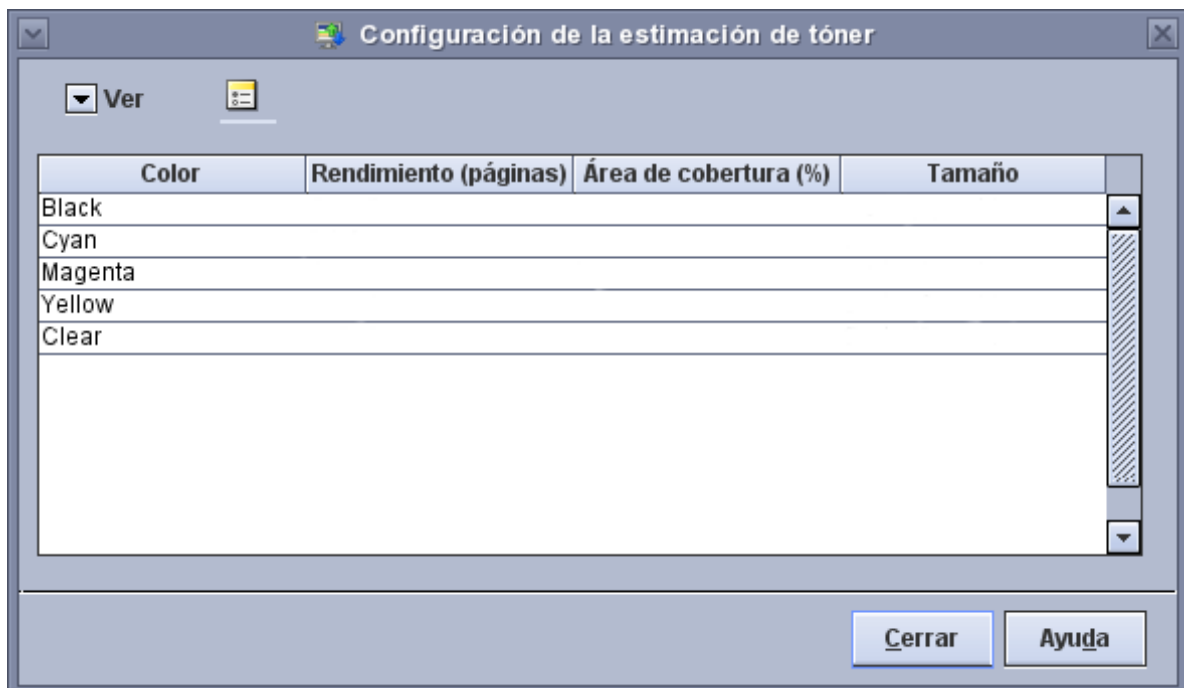 Configuración de la estimación de tóner
Ver
Color Rendimiento (páginas) Área de cobertura (%) Tamaño
Black
Cyan
Magenta
Yellow
Clear
Cerrar Ayuda